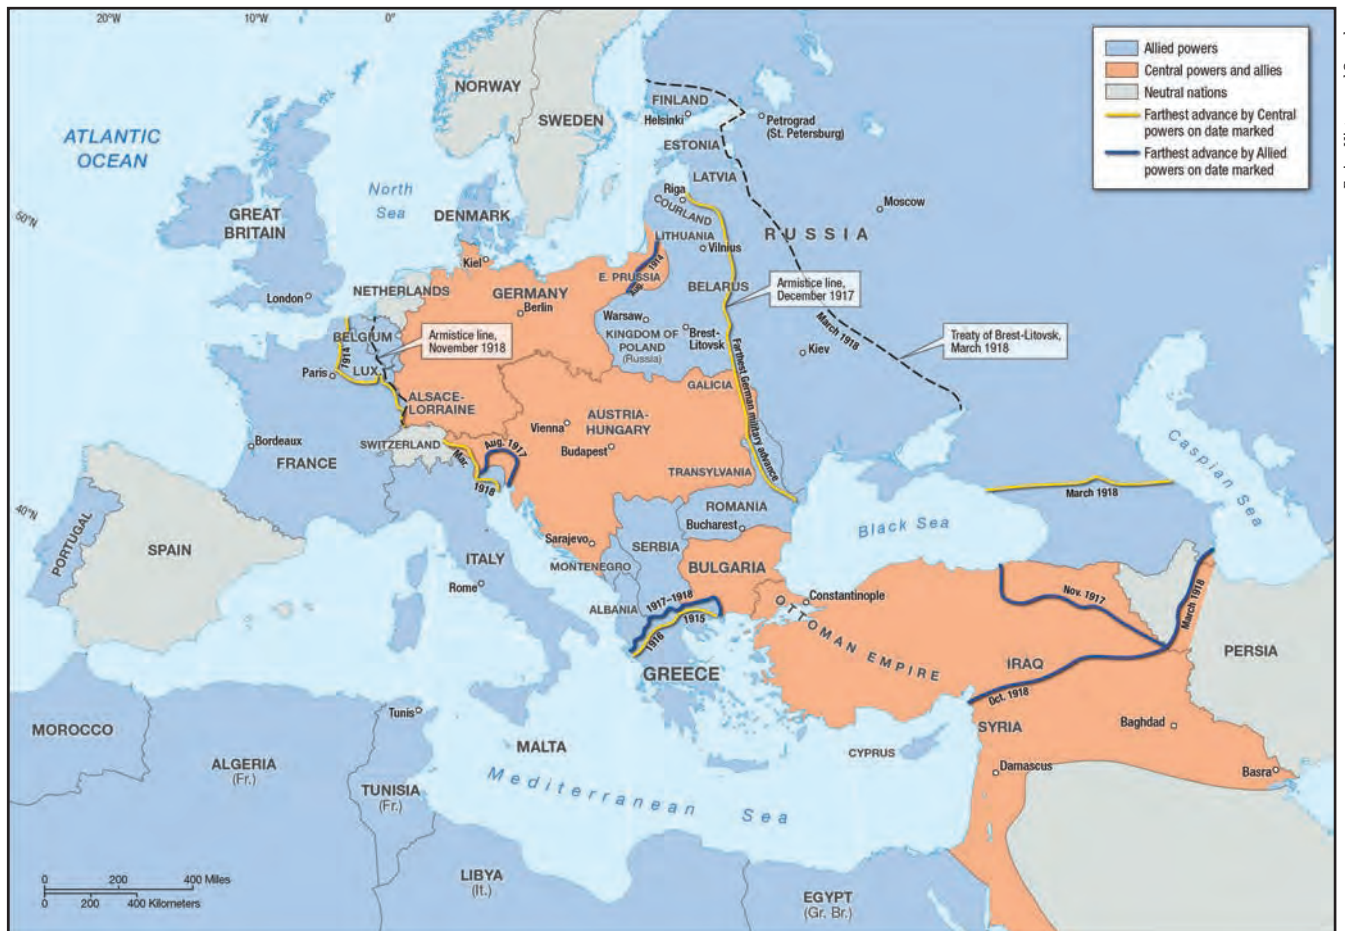 20°W
10°W
0°
50°N
40°N
Allied powers
Central powers and allies
Neutral nations
Farthest advance by Central
powers on date marked
Farthest advance by Allied
powers on date marked
ATLANTIC
OCEAN
North
Sea
NORWAY
SWEDEN
FINLAND
Helsinki
Petrograd
(St. Petersburg)
ESTONIA
LATVIA
Riga
COURLAND
LITHUANIA
Vilnius
Moscow
RUSSIA
GREAT
BRITAIN
London
DENMARK
Kiel
NETHERLANDS
GERMANY
Berlin
E. PRUSSIA
Aug. 1914
BELARUS
Armistice line,
December 1917
Warsaw
KINGDOM OF
POLAND
(Russia)
Brest-
Litovsk
March 1918
Kiev
Treaty of Brest-Litovsk,
March 1918
BELGIUM
Armistice line,
November 1918
1914
Paris
LUX.
ALSACE-
LORRAINE
GALICIA
Farthest German military advance
SWITZERLAND
Vienna
AUSTRIA-
HUNGARY
Budapest
TRANSYLVANIA
Bordeaux
FRANCE
Mar.
1918
Aug. 1917
ROMANIA
Bucharest
Black Sea
March 1918
Caspian Sea
PORTUGAL
SPAIN
ITALY
Rome
Sarajevo
SERBIA
MONTENEGRO
BULGARIA
ALBANIA
1917–1918
1916
1915
GREECE
Constantinople
OTTOMAN EMPIRE
Nov. 1917
March 1918
Oct. 1918
IRAQ
PERSIA
SYRIA
Baghdad
Damascus
Basra
CYPRUS
MALTA
Mediterranean Sea
MOROCCO
ALGERIA
(Fr.)
Tunis
TUNISIA
(Fr.)
LIBYA
(It.)
EGYPT
(Gr. Br.)
0
200
400 Miles
0
200
400 Kilometers